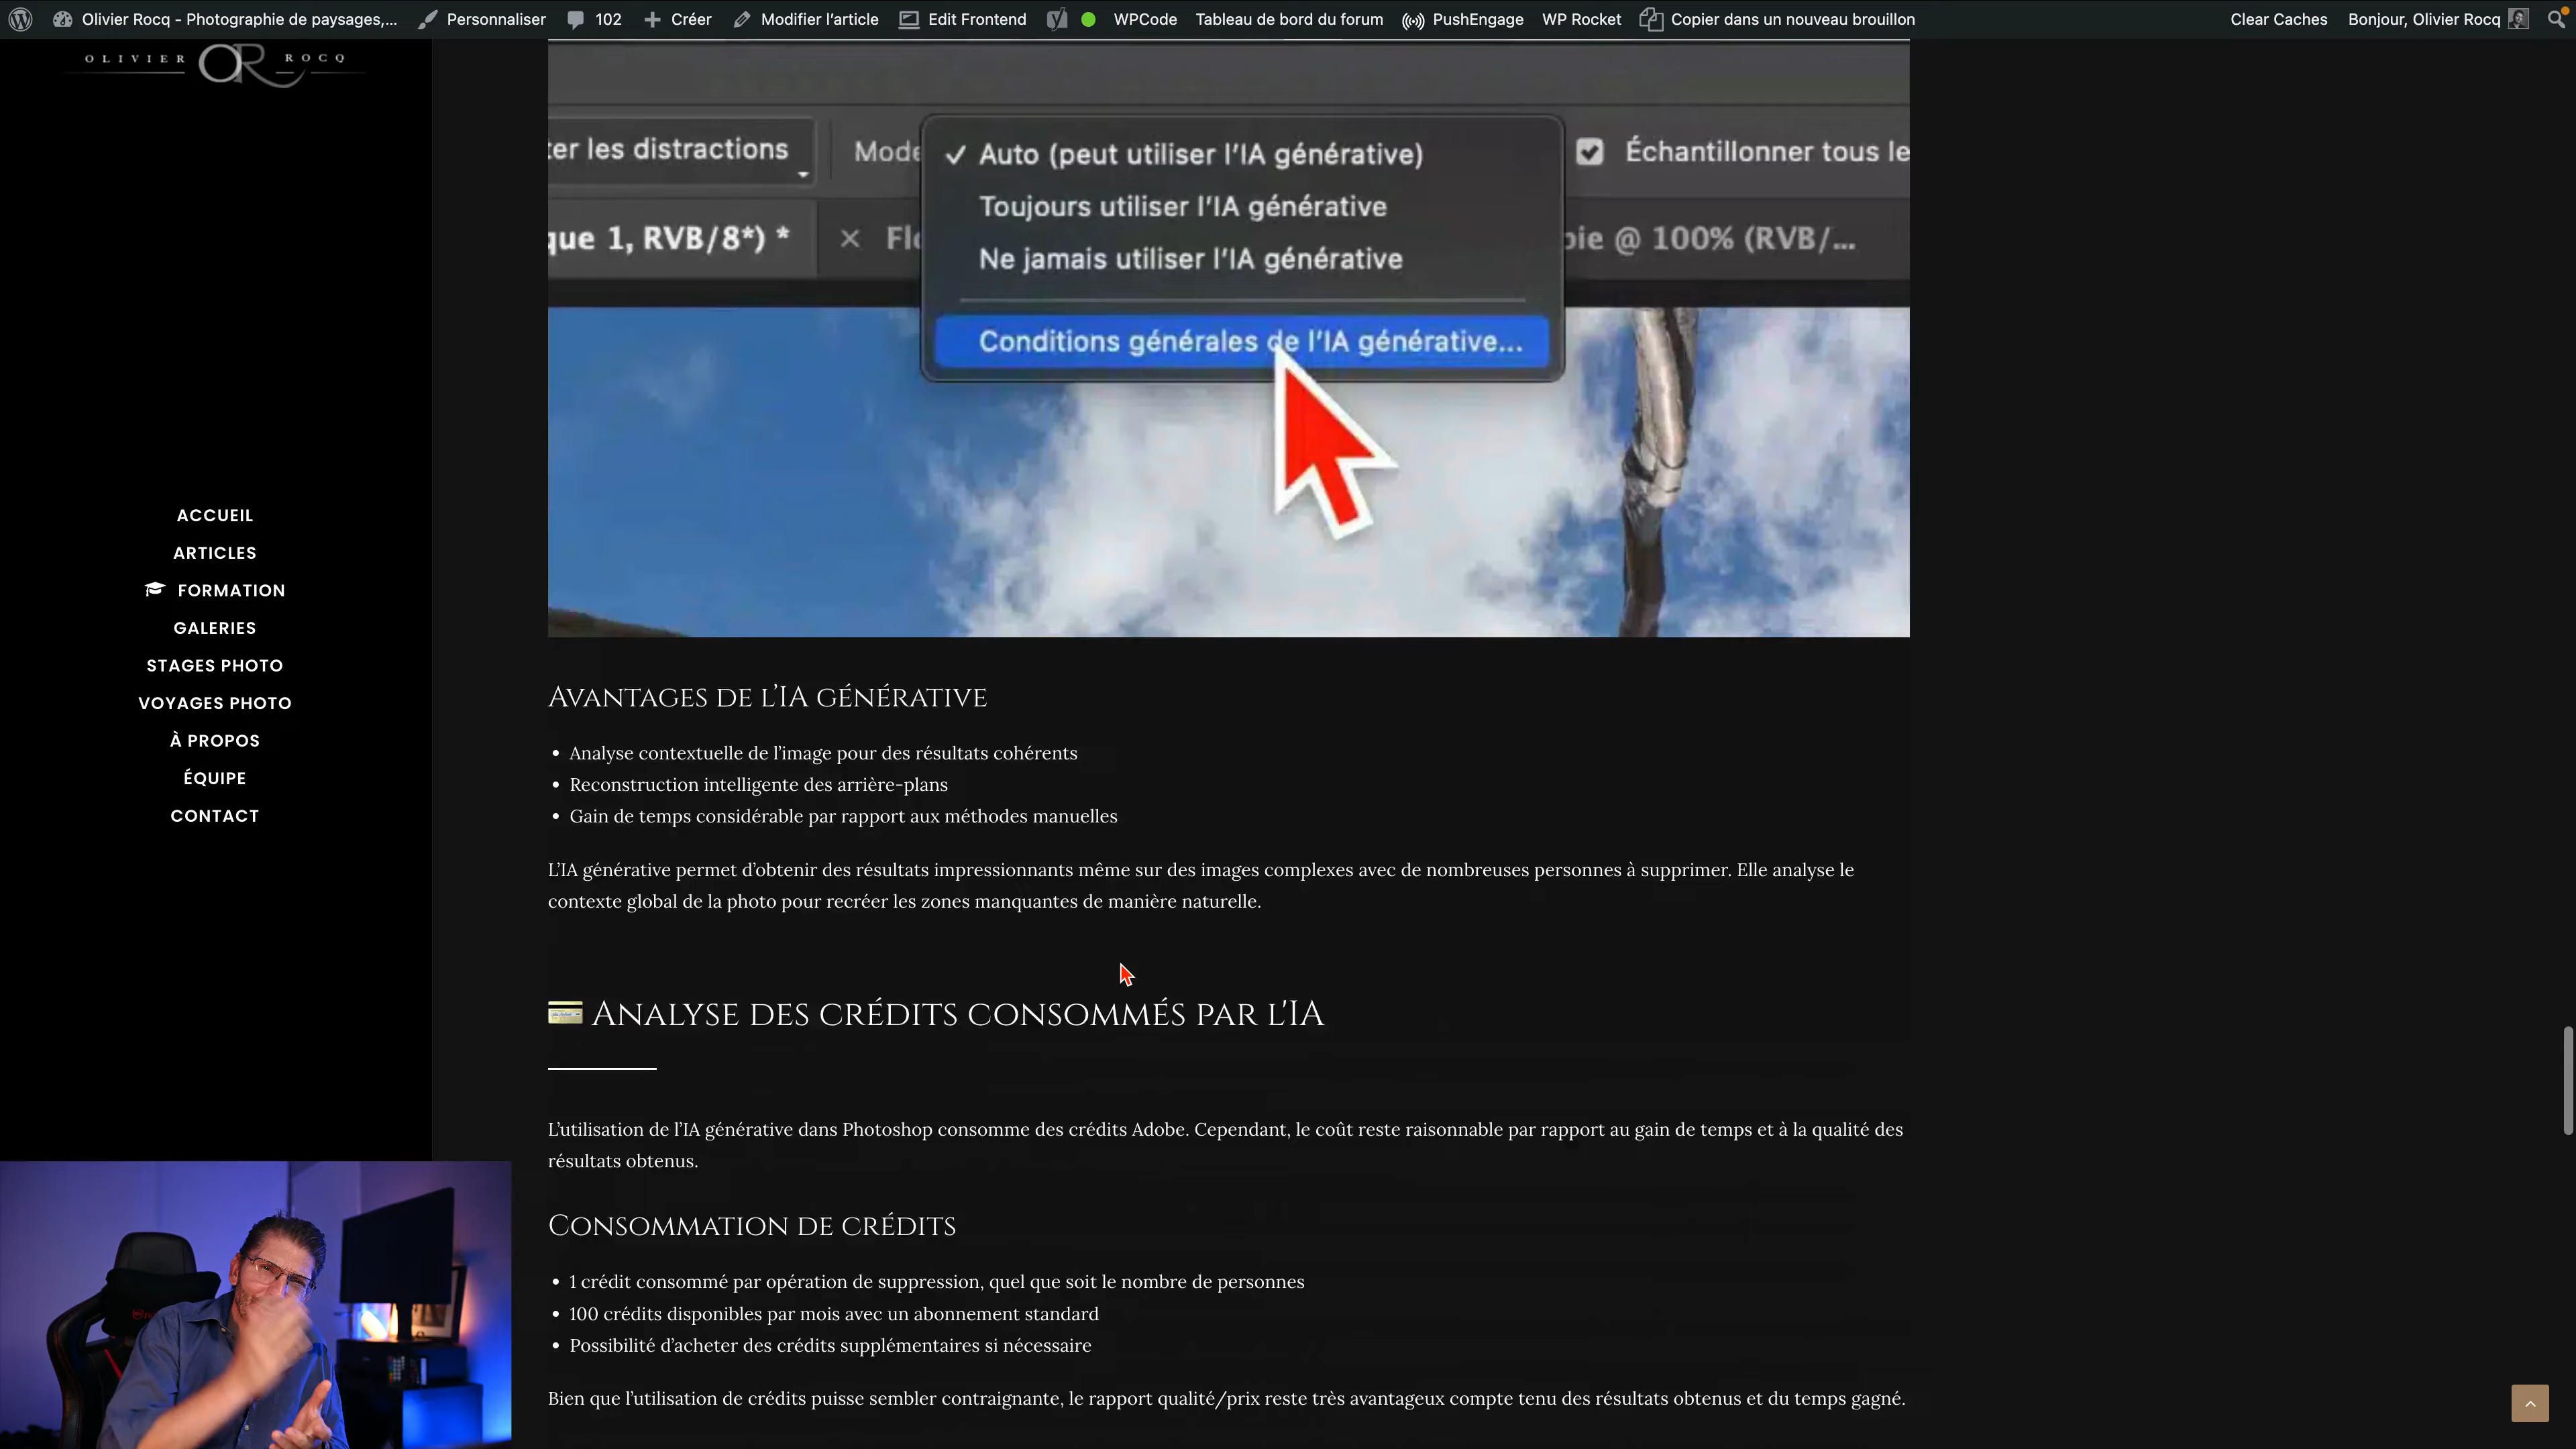 Olivier Rocq - Photographie de paysages,... Personnaliser 102 Créer Modifier l’article Edit Frontend WPCode Tableau de bord du forum PushEngage WP Rocket Copier dans un nouveau brouillon Clear Caches Bonjour, Olivier Rocq
OLIVIER OR ROCQ
ACCUEIL
ARTICLES
FORMATION
GALERIES
STAGES PHOTO
VOYAGES PHOTO
À PROPOS
ÉQUIPE
CONTACT
ter les distractions Mode ✓ Auto (peut utiliser l’IA générative) Échantillonner tous le
Toujours utiliser l’IA générative
que 1, RVB/8*) * × Flo Ne jamais utiliser l’IA générative pie @ 100% (RVB/...
Conditions générales de l’IA générative...
Avantages de l’IA générative
• Analyse contextuelle de l’image pour des résultats cohérents
• Reconstruction intelligente des arrière-plans
• Gain de temps considérable par rapport aux méthodes manuelles
L’IA générative permet d’obtenir des résultats impressionnants même sur des images complexes avec de nombreuses personnes à supprimer. Elle analyse le
contexte global de la photo pour recréer les zones manquantes de manière naturelle.
💳 Analyse des crédits consommés par l'IA
L’utilisation de l’IA générative dans Photoshop consomme des crédits Adobe. Cependant, le coût reste raisonnable par rapport au gain de temps et à la qualité des
résultats obtenus.
Consommation de crédits
• 1 crédit consommé par opération de suppression, quel que soit le nombre de personnes
• 100 crédits disponibles par mois avec un abonnement standard
• Possibilité d’acheter des crédits supplémentaires si nécessaire
Bien que l’utilisation de crédits puisse sembler contraignante, le rapport qualité/prix reste très avantageux compte tenu des résultats obtenus et du temps gagné.